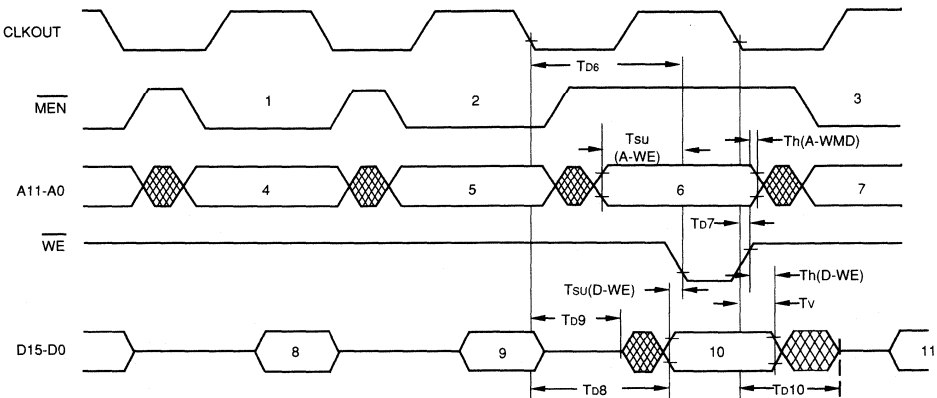 CLKOUT
TD6
MEN
1
2
3
TSU
(A-WE)
Th(A-WMD)
A11-A0
4
5
6
7
TD7
WE
TSU(D-WE)
Th(D-WE)
TD9
TV
D15-D0
8
9
10
11
TD8
TD10